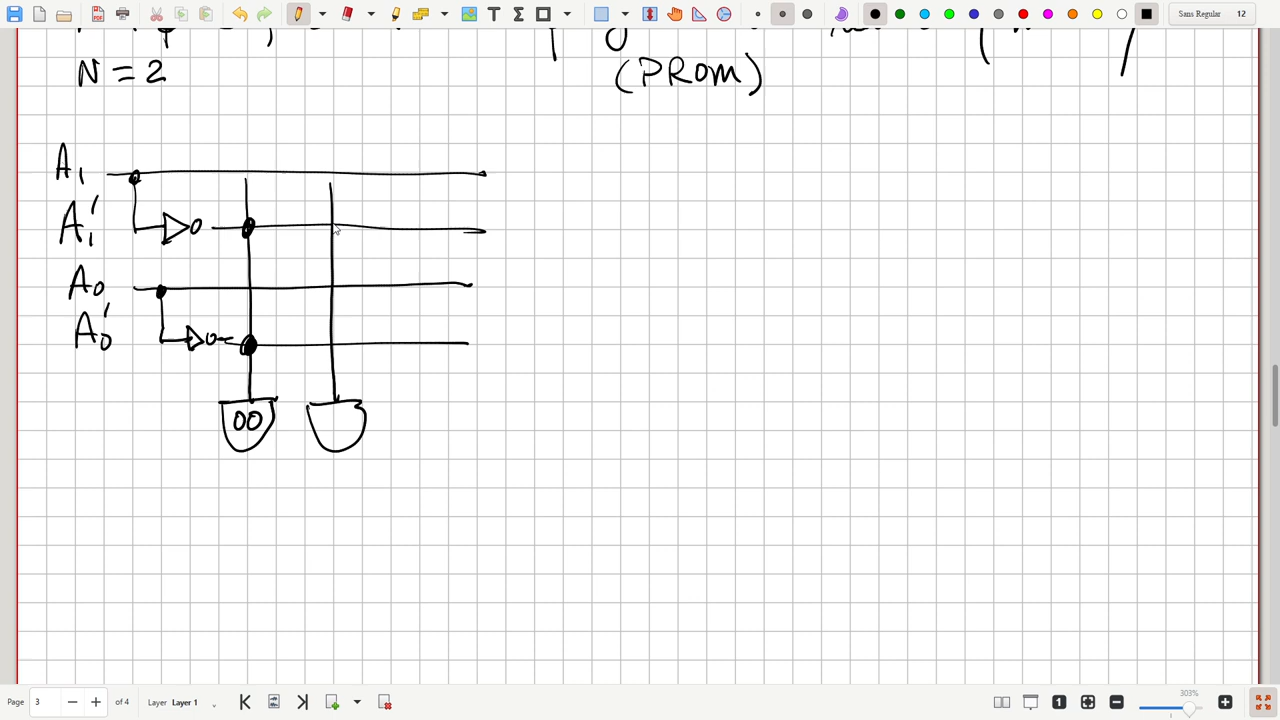 Sans Regular 12
N = 2
(PROM)
A₁
A₁'
A₀
A₀'
00
Page 3 of 4 Layer Layer 1 303%